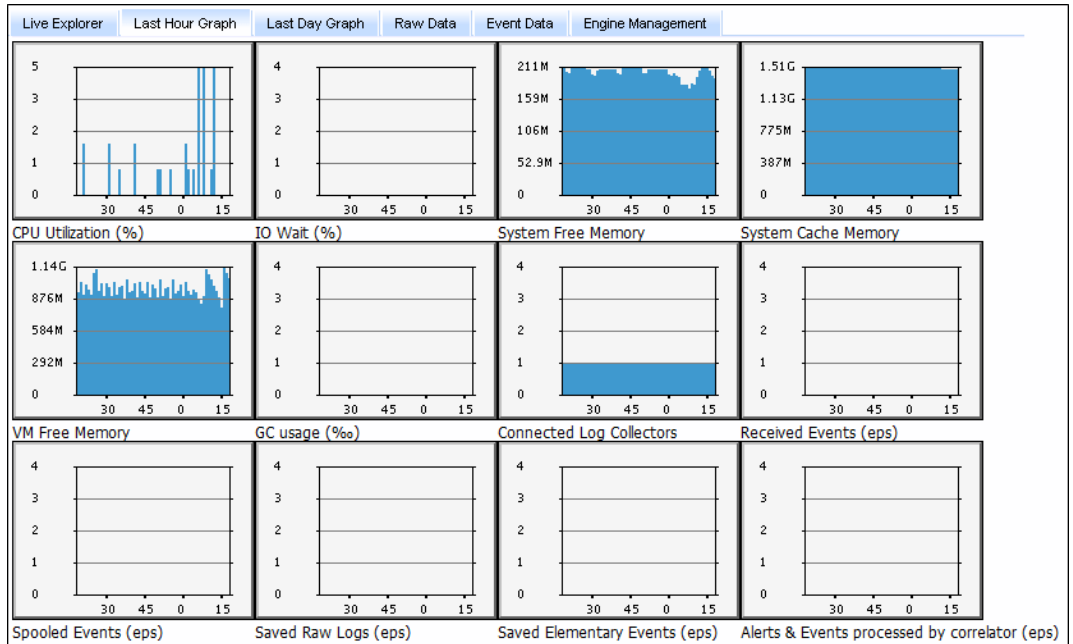 Live Explorer Last Hour Graph Last Day Graph Raw Data Event Data Engine Management
5
3
2
1
0
30 45 0 15
CPU Utilization (%)
4
3
2
1
0
30 45 0 15
IO Wait (%)
211M
159M
106M
52.9M
0
30 45 0 15
System Free Memory
1.51G
1.13G
775M
387M
0
30 45 0 15
System Cache Memory
1.14G
876M
584M
292M
0
30 45 0 15
VM Free Memory
4
3
2
1
0
30 45 0 15
GC usage (‰)
4
3
2
1
0
30 45 0 15
Connected Log Collectors
4
3
2
1
0
30 45 0 15
Received Events (eps)
4
3
2
1
0
30 45 0 15
Spooled Events (eps)
4
3
2
1
0
30 45 0 15
Saved Raw Logs (eps)
4
3
2
1
0
30 45 0 15
Saved Elementary Events (eps)
4
3
2
1
0
30 45 0 15
Alerts & Events processed by correlator (eps)